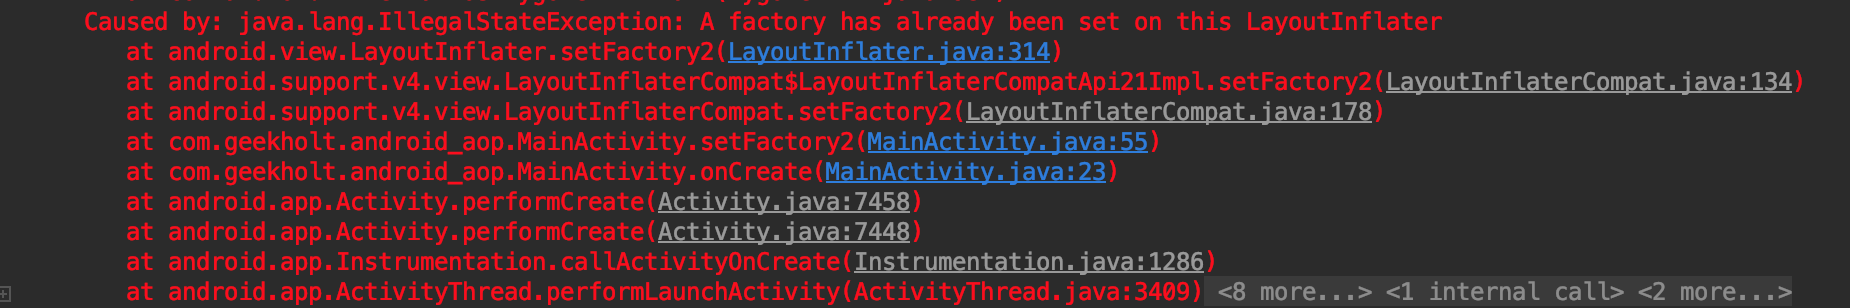 Caused by: java.lang.IllegalStateException: A factory has already been set on this LayoutInflater
at android.view.LayoutInflater.setFactory2(LayoutInflater.java:314)
at android.support.v4.view.LayoutInflaterCompat$LayoutInflaterCompatApi21Impl.setFactory2(LayoutInflaterCompat.java:134)
at android.support.v4.view.LayoutInflaterCompat.setFactory2(LayoutInflaterCompat.java:178)
at com.geekholt.android_aop.MainActivity.setFactory2(MainActivity.java:55)
at com.geekholt.android_aop.MainActivity.onCreate(MainActivity.java:23)
at android.app.Activity.performCreate(Activity.java:7458)
at android.app.Activity.performCreate(Activity.java:7448)
at android.app.Instrumentation.callActivityOnCreate(Instrumentation.java:1286)
at android.app.ActivityThread.performLaunchActivity(ActivityThread.java:3409) <8 more...> <1 internal call> <2 more...>